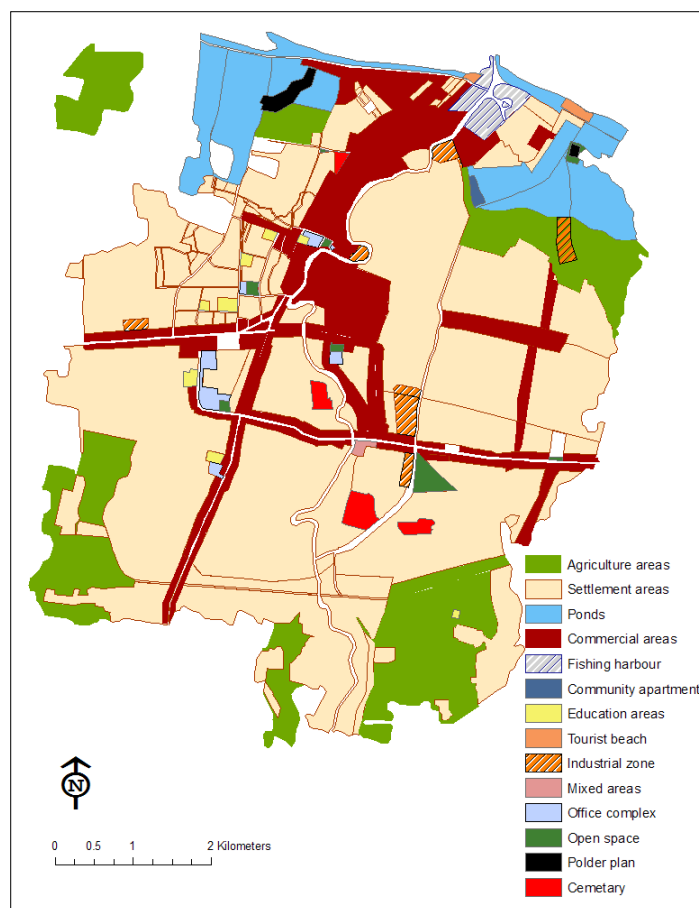 Agriculture areas
Settlement areas
Ponds
Commercial areas
Fishing harbour
Community apartment
Education areas
Tourist beach
Industrial zone
Mixed areas
Office complex
Open space
Polder plan
Cemetary
N
0 0.5 1 2 Kilometers